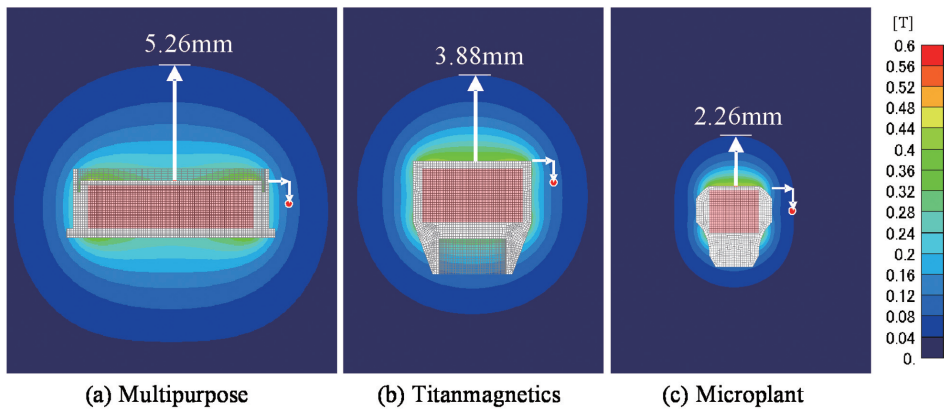 5.26mm
3.88mm
2.26mm
[T]
0.6
0.56
0.52
0.48
0.44
0.4
0.36
0.32
0.28
0.24
0.2
0.16
0.12
0.08
0.04
0.
(a) Multipurpose
(b) Titanmagnetics
(c) Microplant